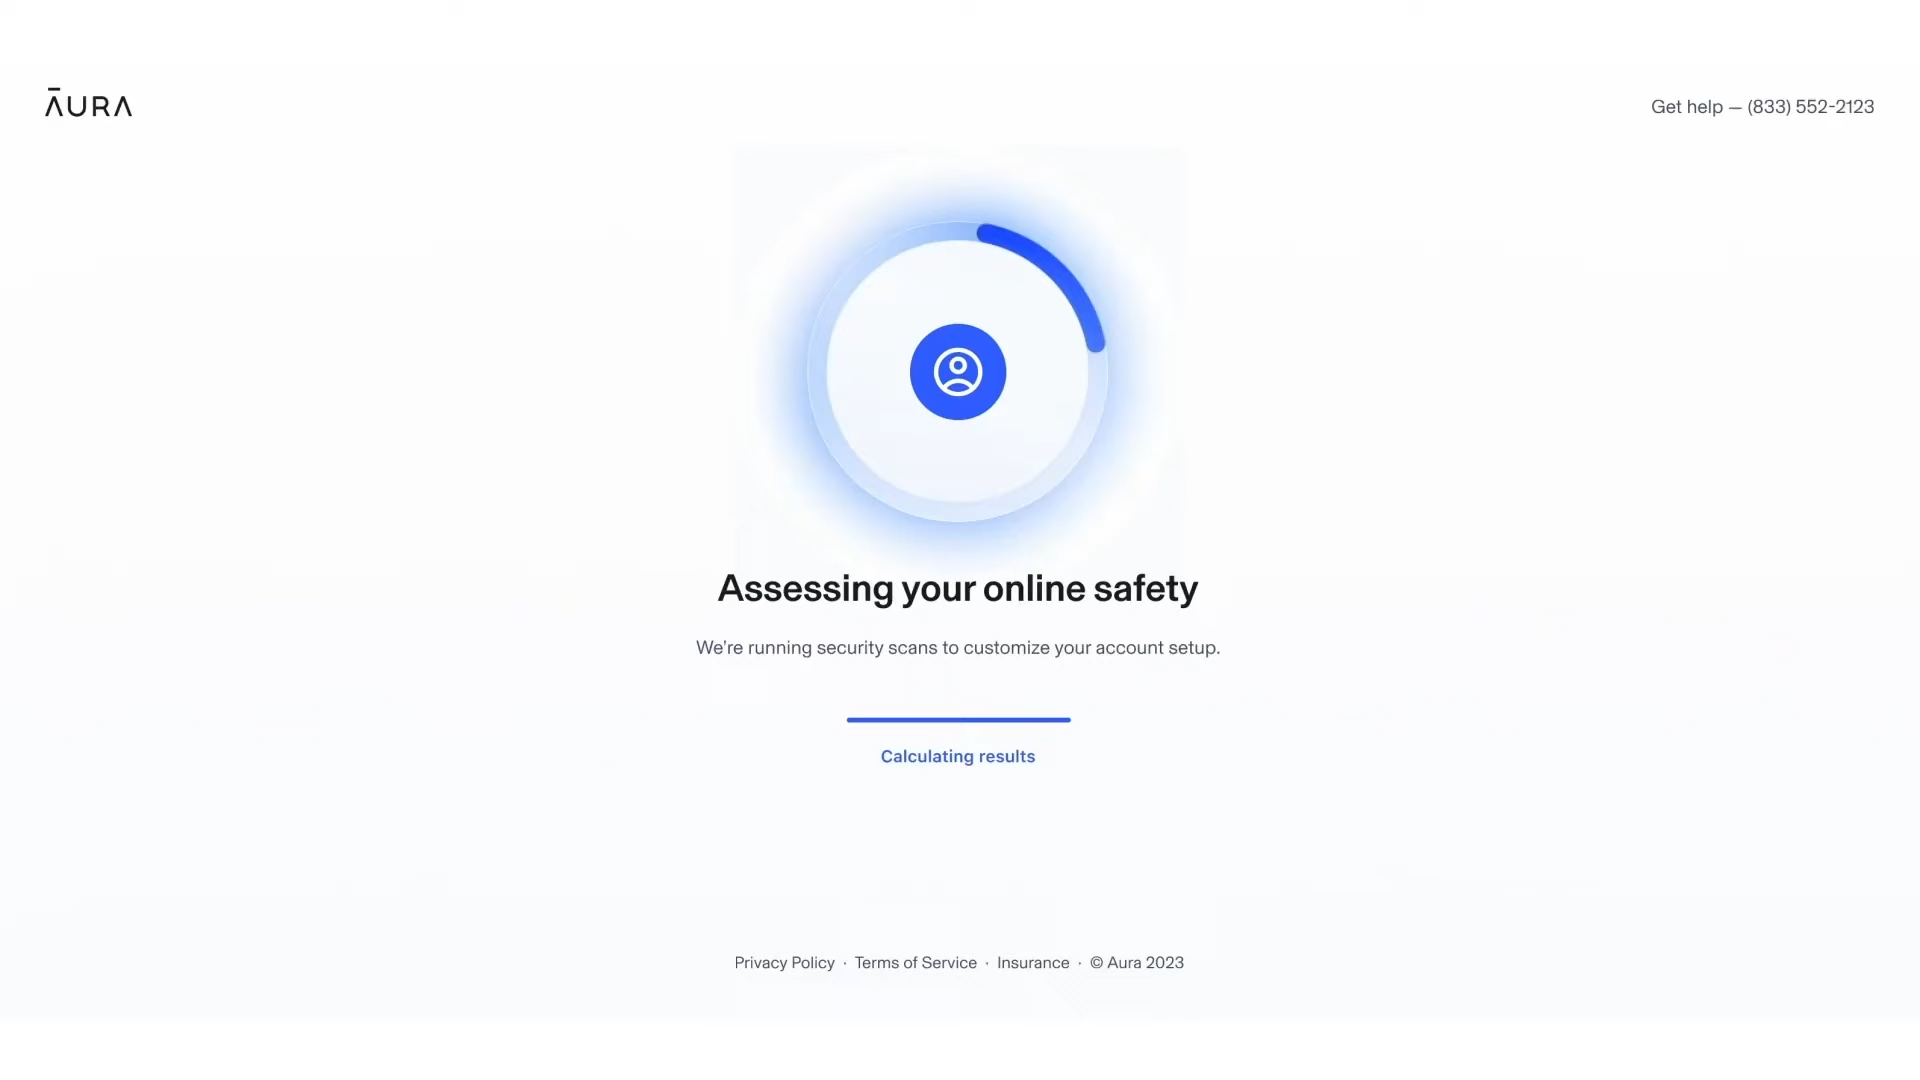 ĀURA
Get help — (833) 552-2123
Assessing your online safety
We're running security scans to customize your account setup.
Calculating results
Privacy Policy · Terms of Service · Insurance · © Aura 2023